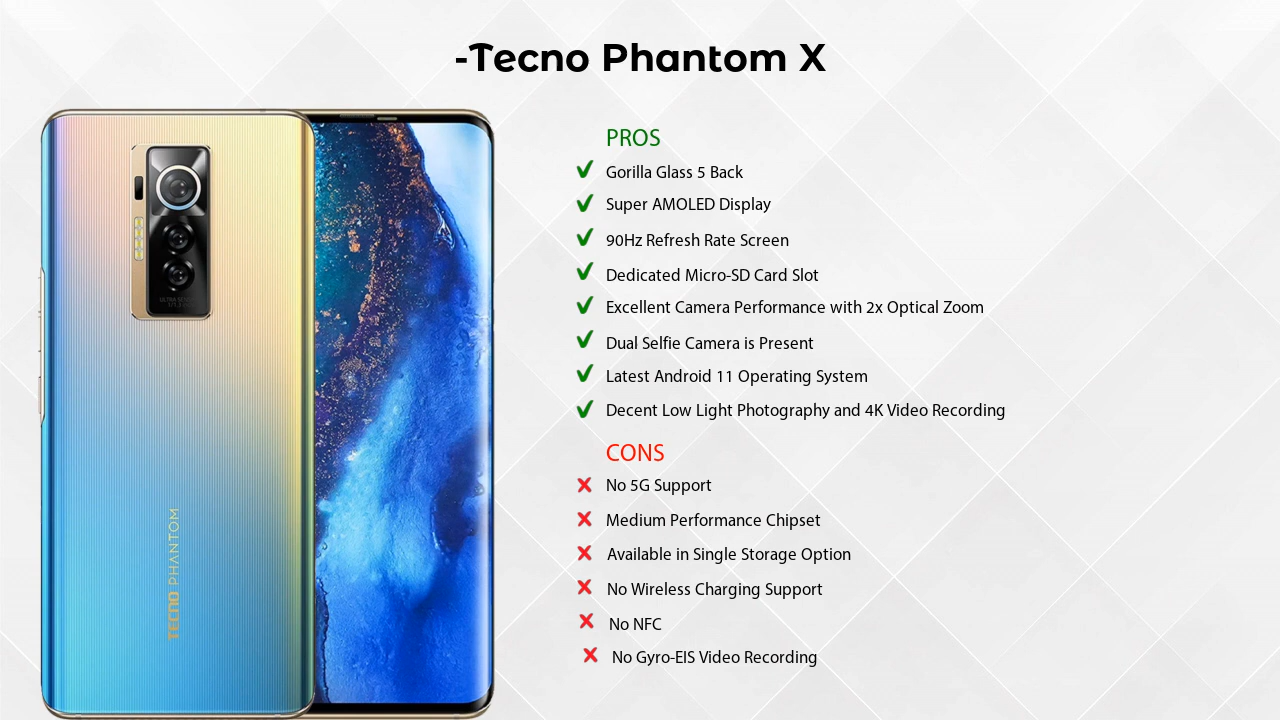 -Tecno Phantom X
PROS
Gorilla Glass 5 Back
Super AMOLED Display
90Hz Refresh Rate Screen
Dedicated Micro-SD Card Slot
Excellent Camera Performance with 2x Optical Zoom
Dual Selfie Camera is Present
Latest Android 11 Operating System
Decent Low Light Photography and 4K Video Recording
CONS
No 5G Support
Medium Performance Chipset
Available in Single Storage Option
No Wireless Charging Support
No NFC
No Gyro-EIS Video Recording
TECNO PHANTOM